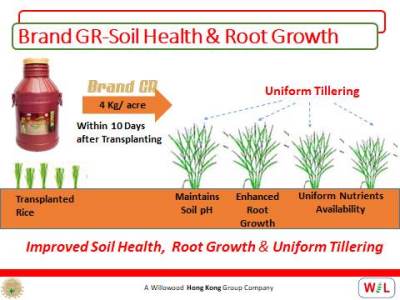 Brand GR-Soil Health & Root Growth
Brand GR
4 Kg/ acre
Within 10 Days
after Transplanting
Uniform Tillering
Transplanted
Rice
Maintains
Soil pH
Enhanced
Root
Growth
Uniform Nutrients
Availability
Improved Soil Health, Root Growth & Uniform Tillering
A Willowood Hong Kong Group Company
WiL